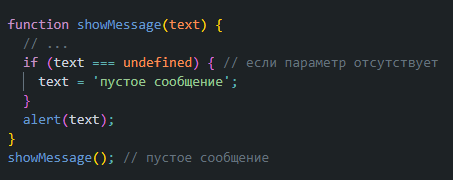 function showMessage(text) {
// ...
if (text === undefined) { // если параметр отсутствует
text = 'пустое сообщение';
}
alert(text);
}
showMessage(); // пустое сообщение